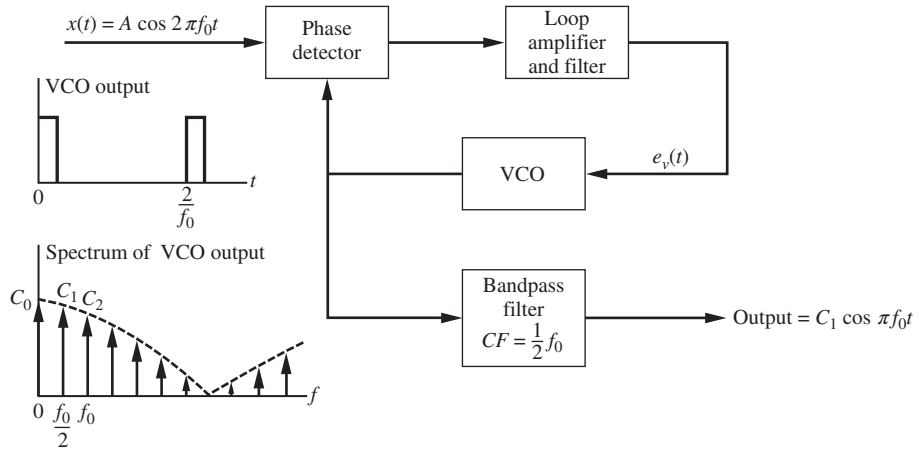 x(t) = A cos 2πf₀t
Phase
detector
Loop
amplifier
and filter
VCO output
0
2
f₀
t
VCO
eᵥ(t)
Spectrum of VCO output
C₀
C₁
C₂
0
f₀
2
f₀
f
Bandpass
filter
CF = 1/2 f₀
Output = C₁ cos πf₀t